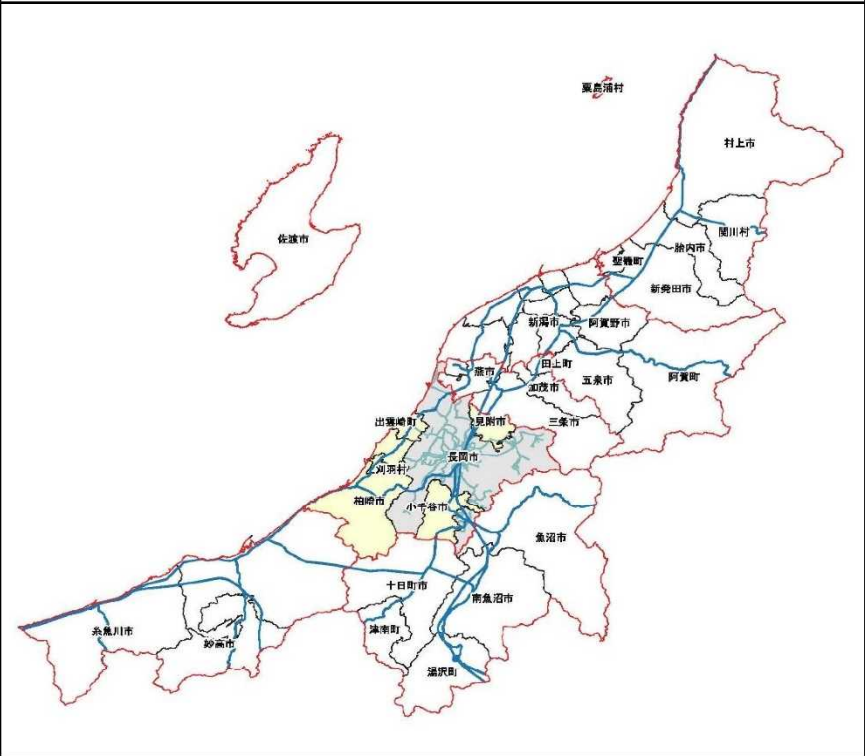 粟島浦村
村上市
佐渡市
関川村
胎内市
聖籠町
新発田市
新潟市
阿賀野市
田上町
燕市
阿賀町
五泉市
加茂市
出雲崎町
見附市
三条市
長岡市
刈羽村
柏崎市
小千谷市
魚沼市
十日町市
南魚沼市
津南町
糸魚川市
妙高市
湯沢町